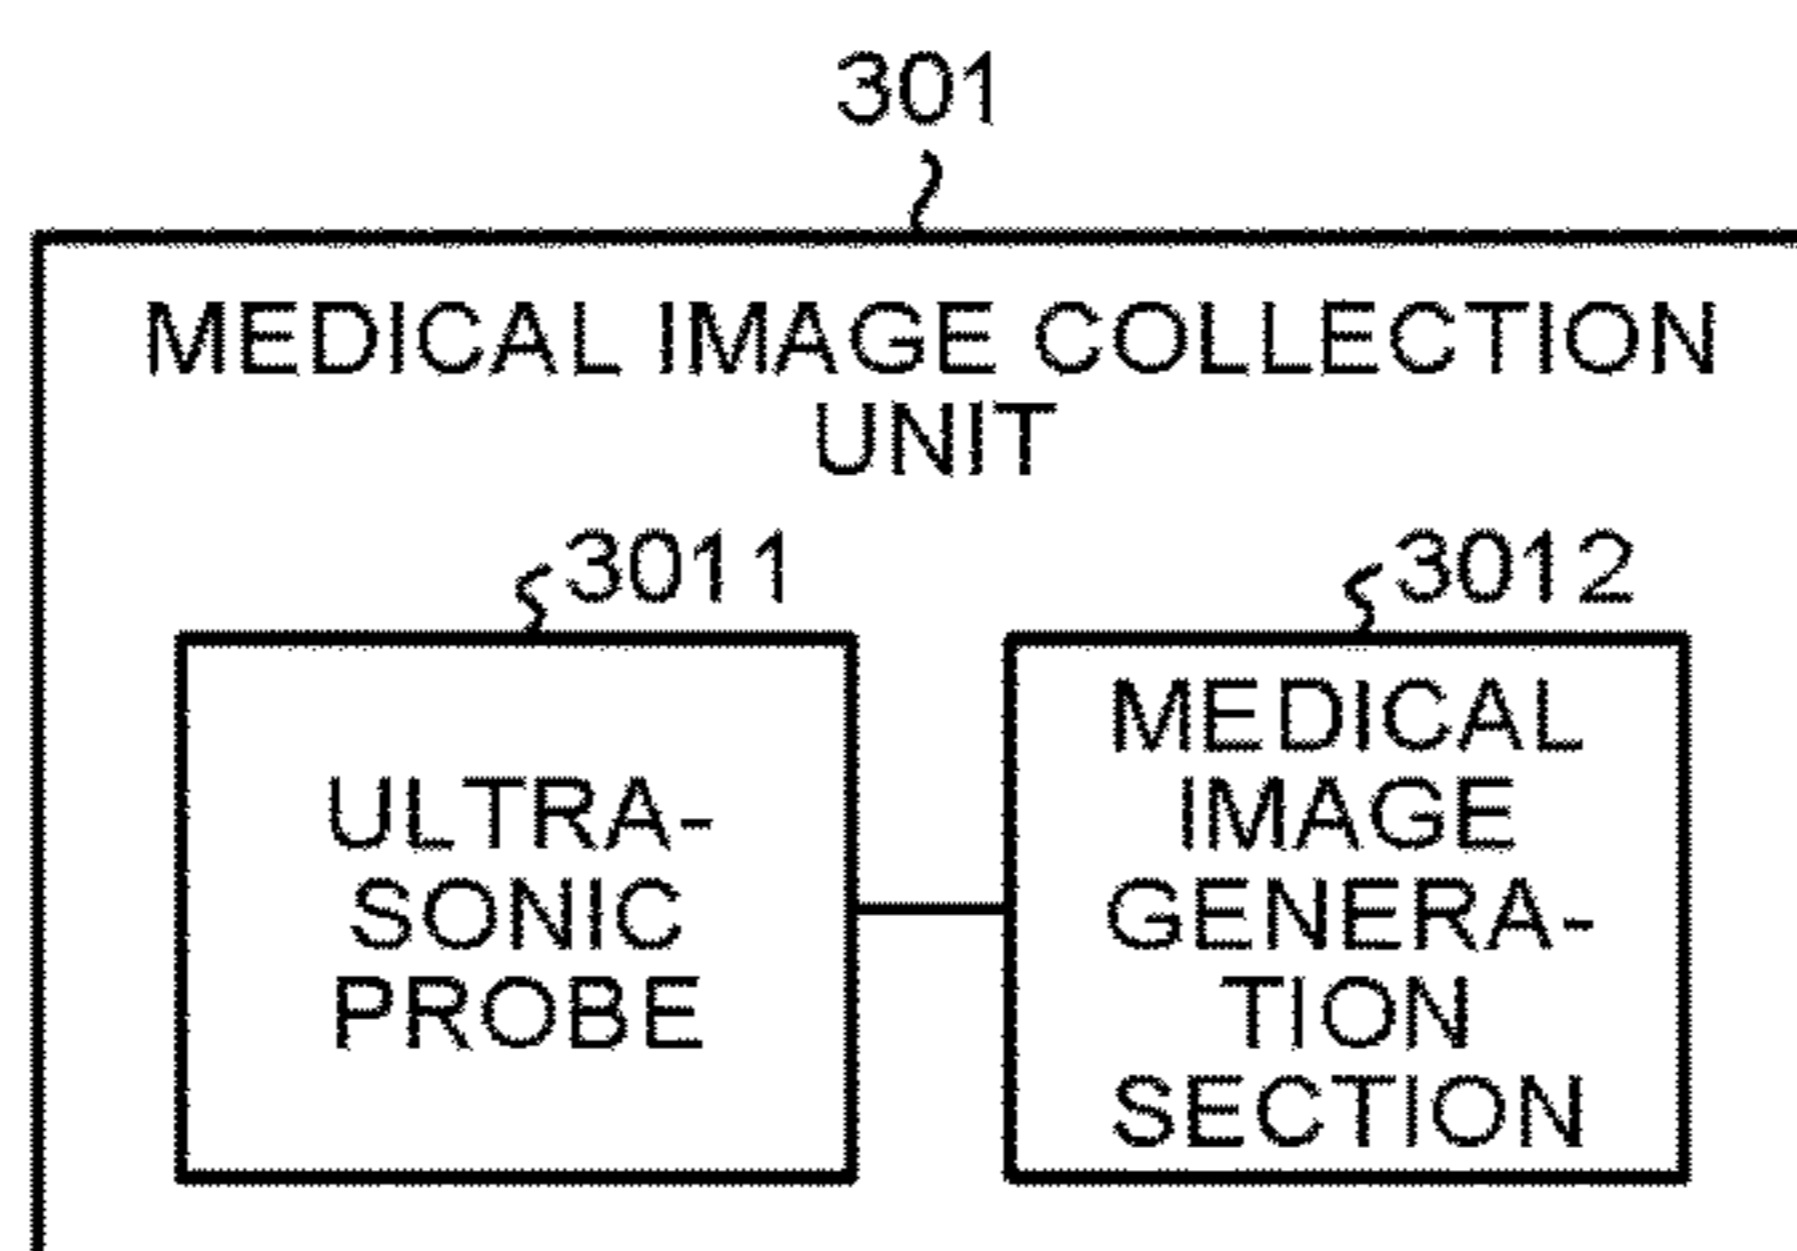 301
MEDICAL IMAGE COLLECTION
UNIT
3011
ULTRA-
SONIC
PROBE
3012
MEDICAL
IMAGE
GENERA-
TION
SECTION